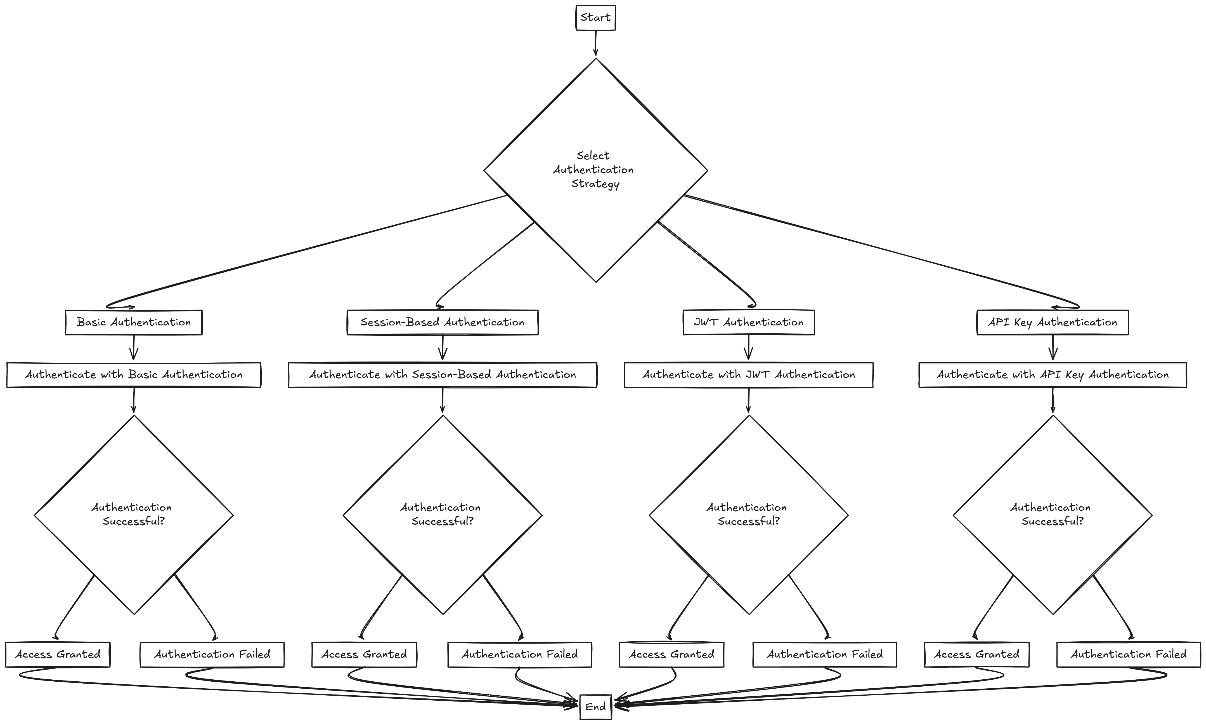 Start
Select
Authentication
Strategy
Basic Authentication
Session-Based Authentication
JWT Authentication
API Key Authentication
Authenticate with Basic Authentication
Authenticate with Session-Based Authentication
Authenticate with JWT Authentication
Authenticate with API Key Authentication
Authentication
Successful?
Authentication
Successful?
Authentication
Successful?
Authentication
Successful?
Access Granted
Authentication Failed
Access Granted
Authentication Failed
Access Granted
Authentication Failed
Access Granted
Authentication Failed
End